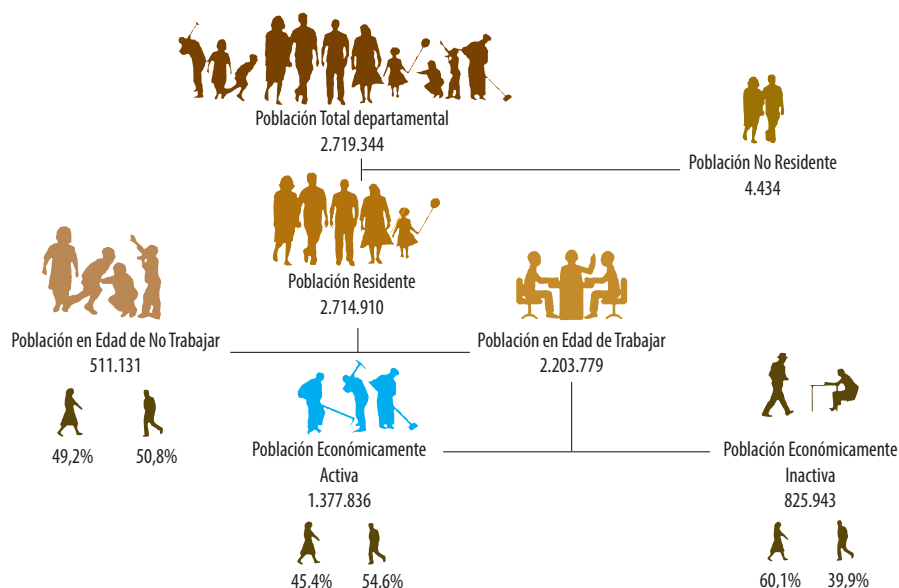 Población Total departamental
2.719.344
Población No Residente
4.434
Población Residente
2.714.910
Población en Edad de No Trabajar
511.131
Población en Edad de Trabajar
2.203.779
49,2%
50,8%
Población Económicamente
Activa
1.377.836
Población Económicamente
Inactiva
825.943
45,4%
54,6%
60,1%
39,9%